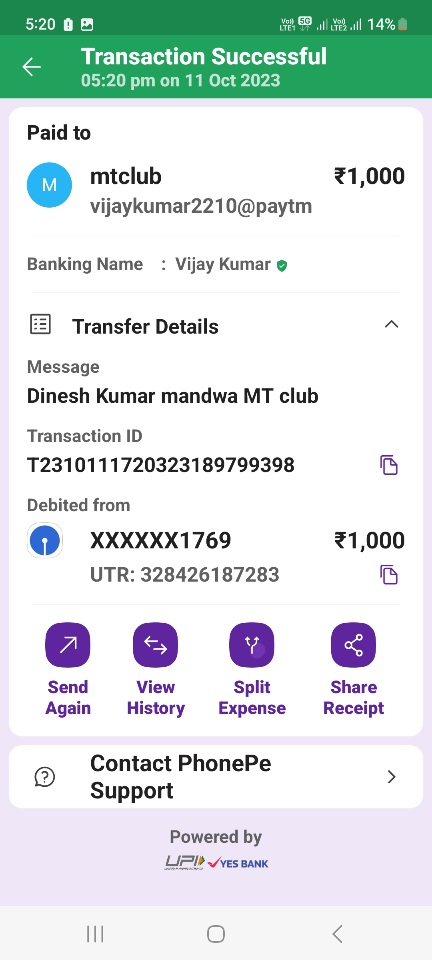 5:20 Vo)) LTE1 5G Vo)) LTE2 14%
Transaction Successful
05:20 pm on 11 Oct 2023
Paid to
M mtclub ₹1,000
vijaykumar2210@paytm
Banking Name : Vijay Kumar
Transfer Details
Message
Dinesh Kumar mandwa MT club
Transaction ID
T2310111720323189799398
Debited from
XXXXXX1769 ₹1,000
UTR: 328426187283
Send Again
View History
Split Expense
Share Receipt
Contact PhonePe
Support
Powered by
UPI YES BANK